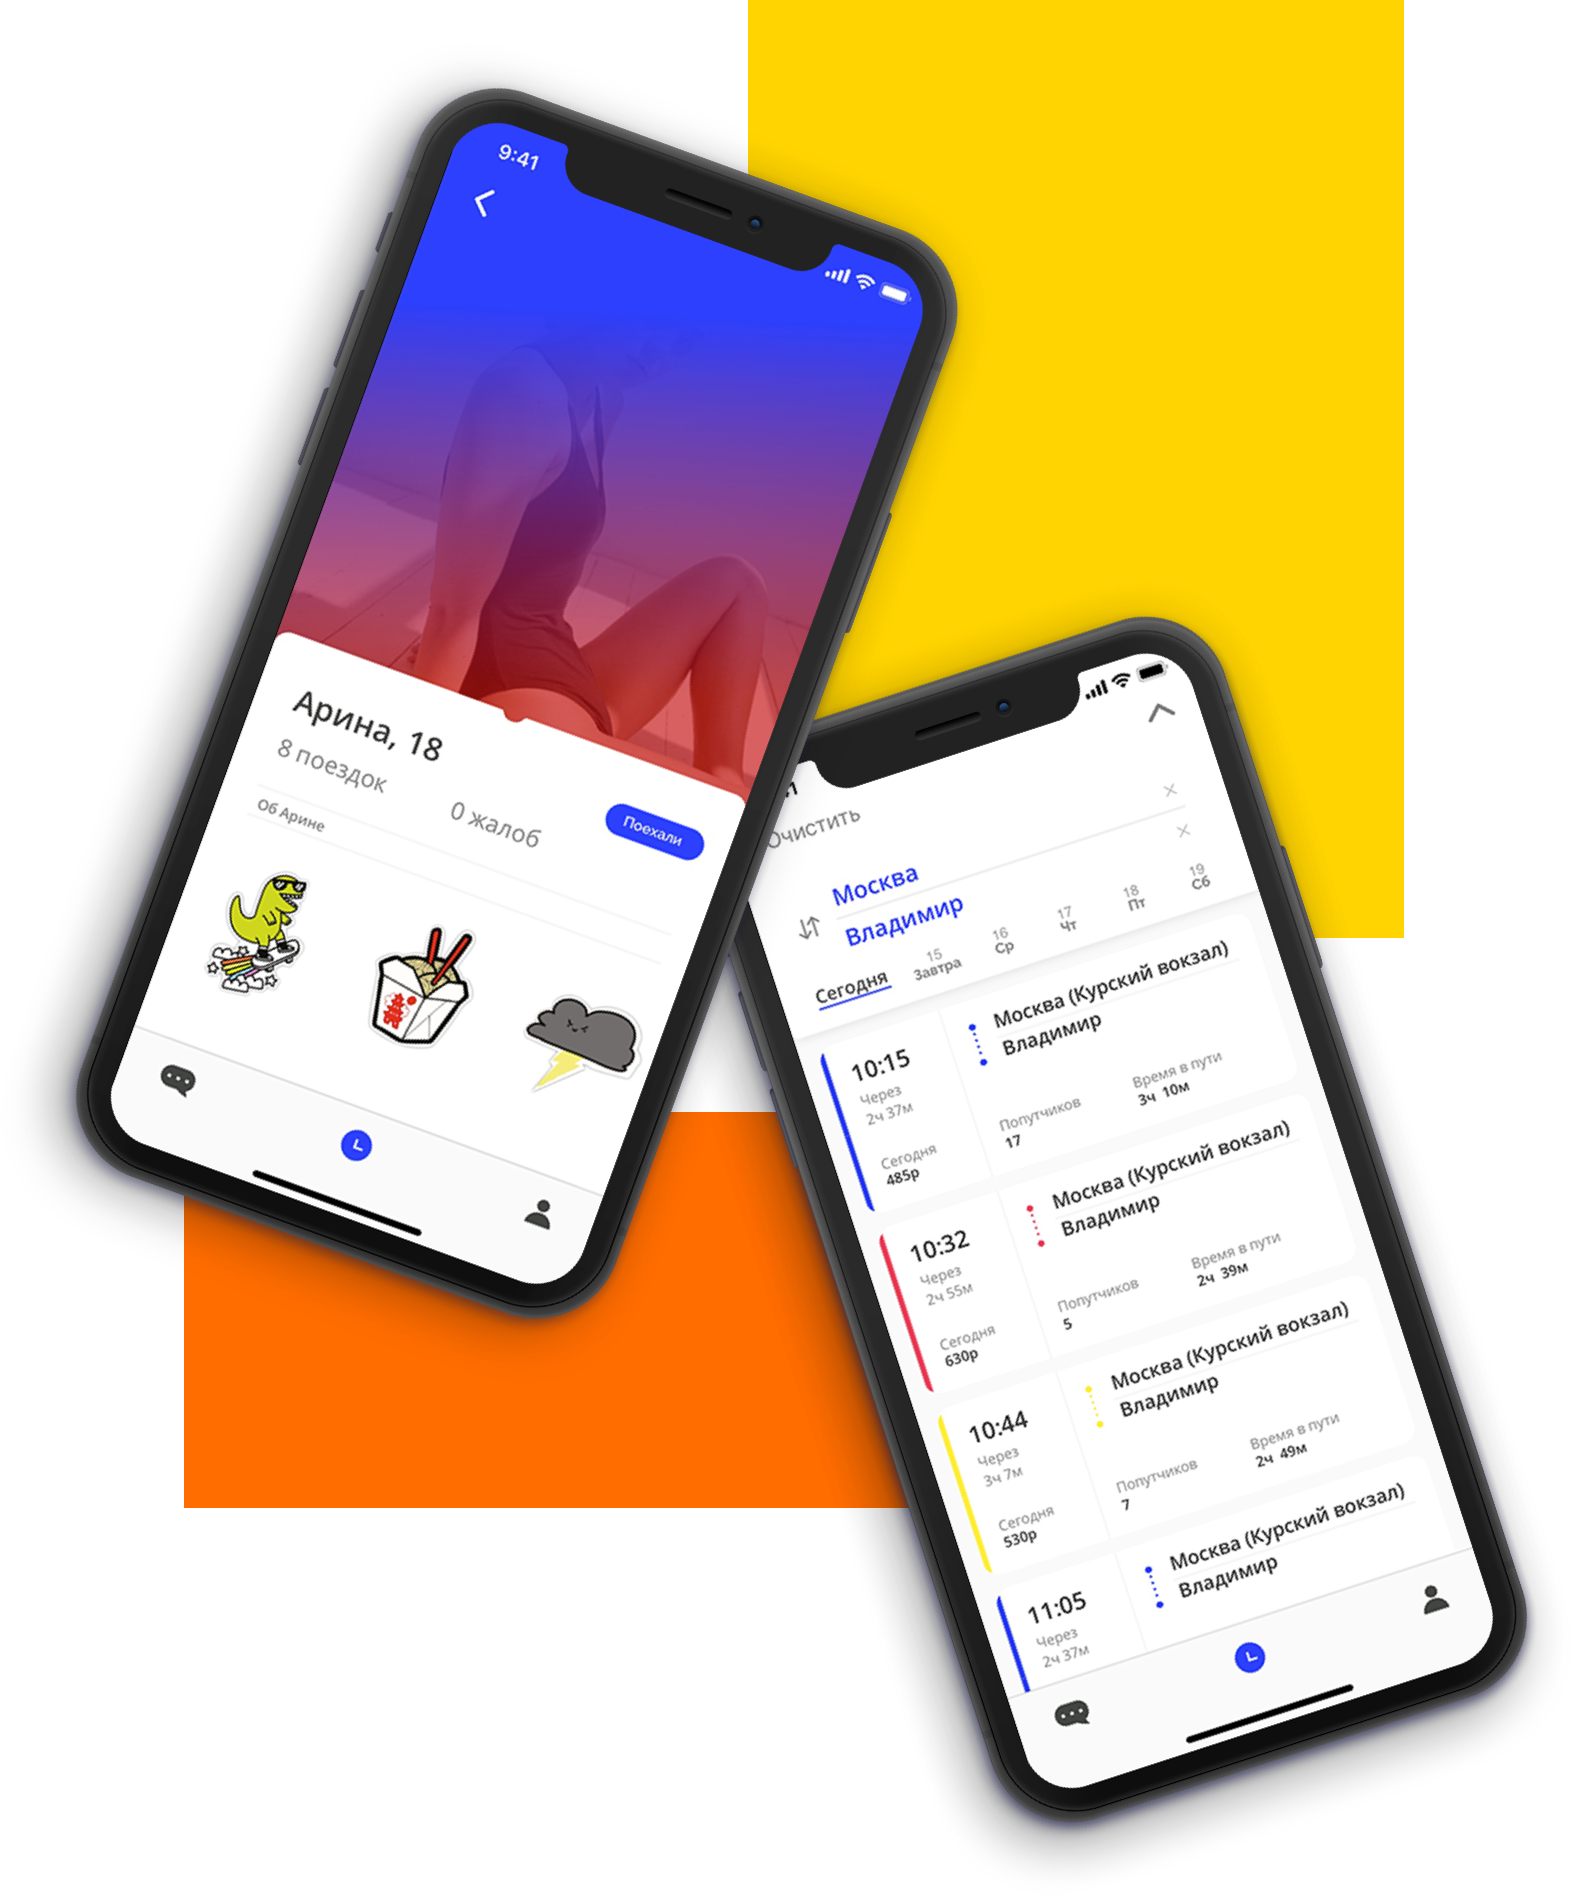 9:41
Арина, 18
8 поездок
0 жалоб
Поехали
Об Арине
Очистить
Москва
Владимир
Сегодня
15
Завтра
16
Ср
17
Чт
18
Пт
19
Сб
10:15
Через
2ч 37м
Сегодня
485р
Москва (Курский вокзал)
Владимир
Попутчиков
17
Время в пути
3ч 10м
10:32
Через
2ч 55м
Сегодня
630р
Москва (Курский вокзал)
Владимир
Попутчиков
5
Время в пути
2ч 39м
10:44
Через
3ч 7м
Сегодня
530р
Москва (Курский вокзал)
Владимир
Попутчиков
7
Время в пути
2ч 49м
11:05
Через
2ч 37м
Москва (Курский вокзал)
Владимир